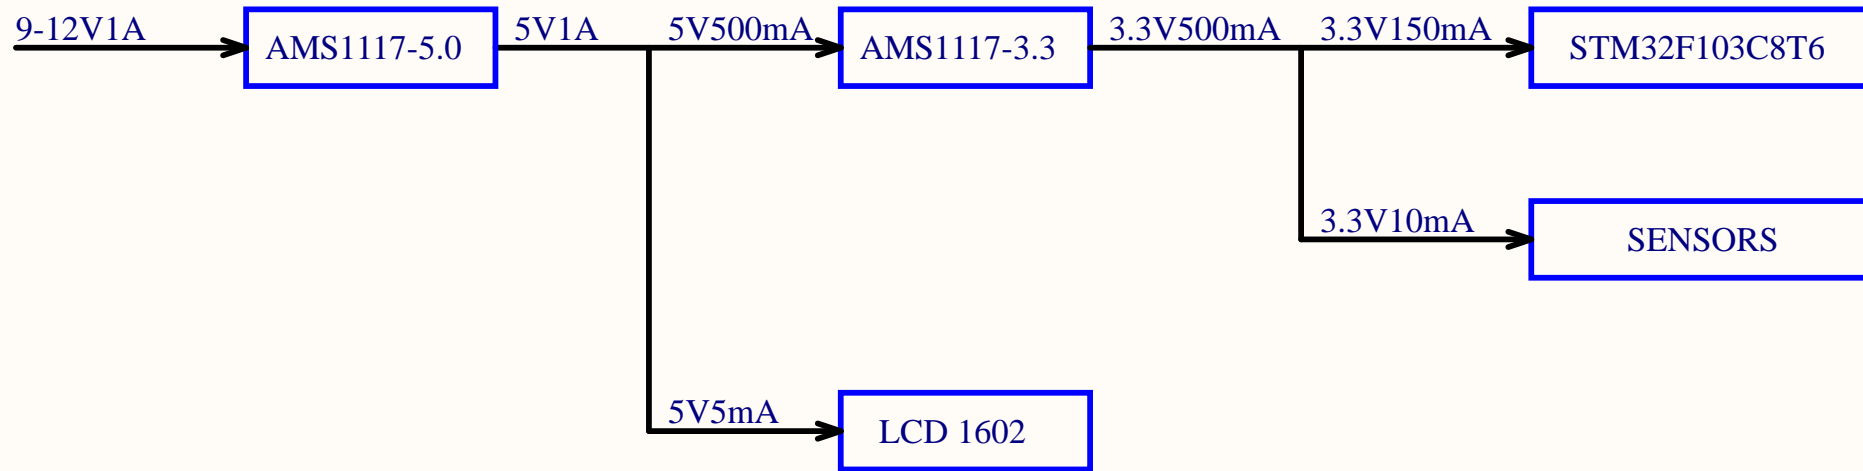 9-12V1A
AMS1117-5.0
5V1A
5V500mA
AMS1117-3.3
3.3V500mA
3.3V150mA
STM32F103C8T6
3.3V10mA
SENSORS
5V5mA
LCD 1602